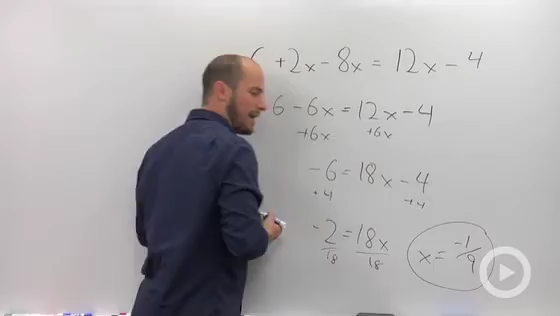 6 + 2x - 8x = 12x - 4
6 - 6x = 12x - 4
+6x +6x
-6 = 18x - 4
+4 +4
-2 = 18x
18 18
x = -1/9